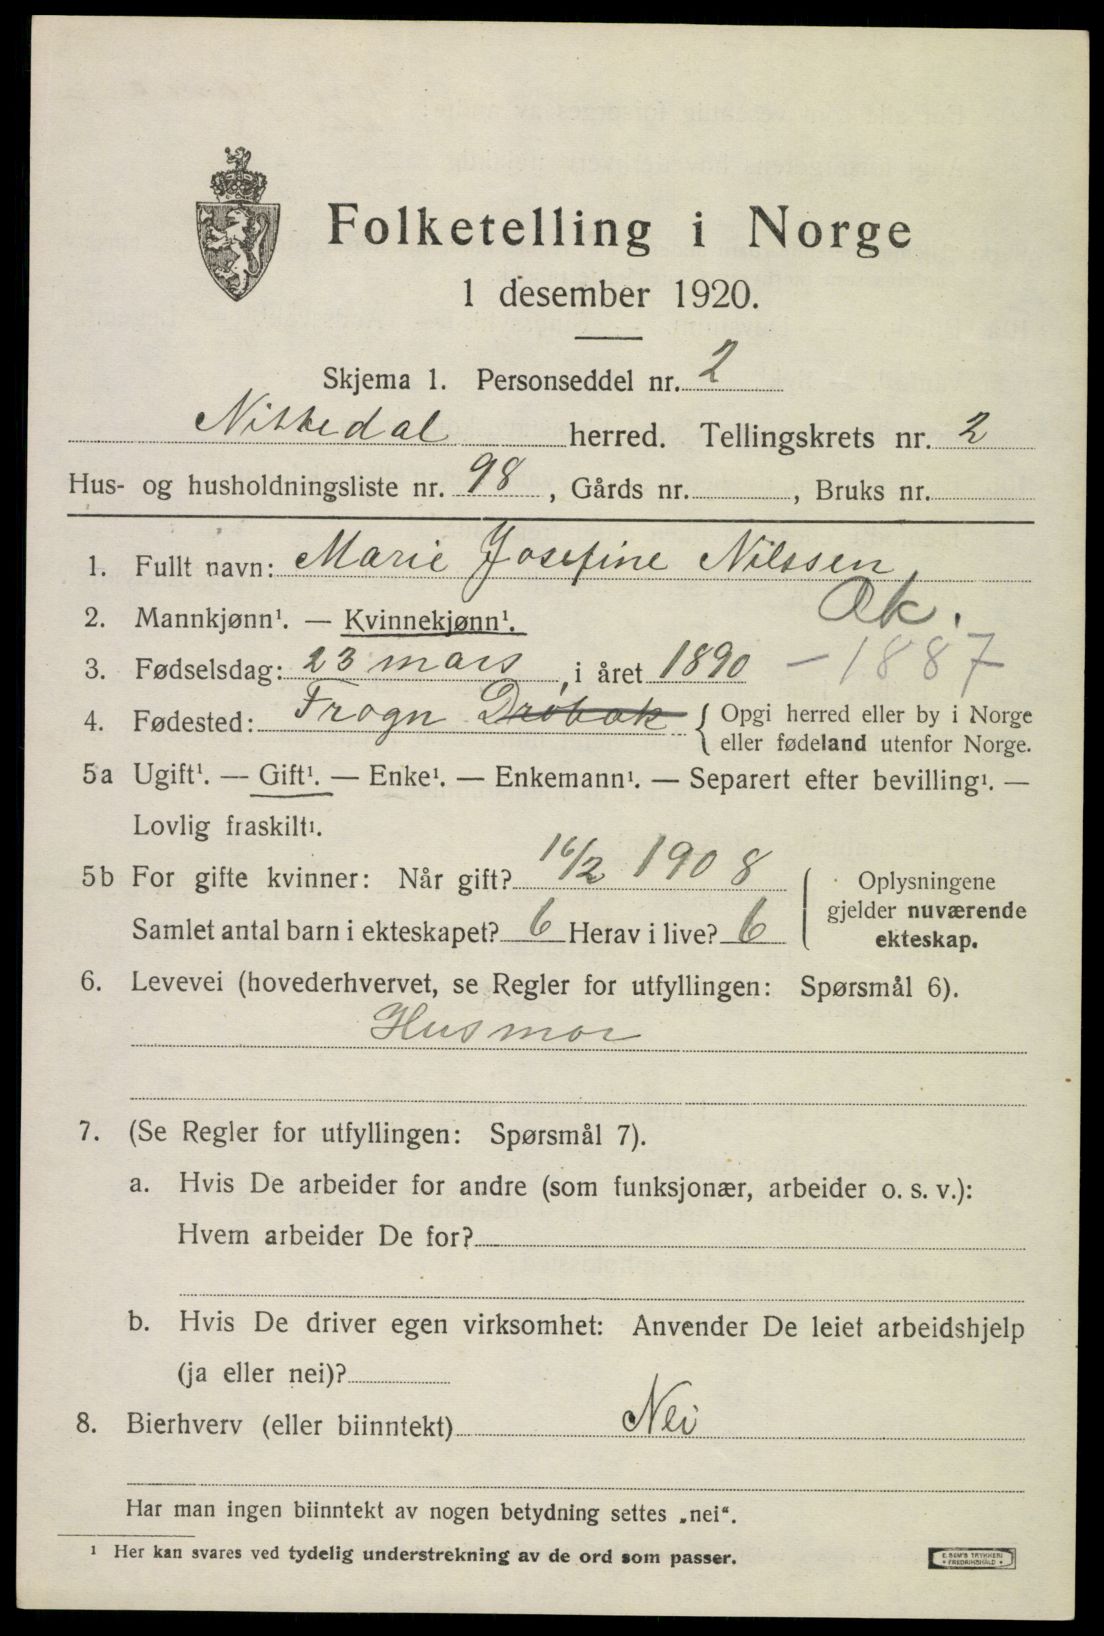 Folketelling i Norge
1 desember 1920.
Skjema 1. Personseddel nr. 2
Nittedal herred. Tellingskrets nr. 2
Hus- og husholdningsliste nr. 98, Gårds nr. , Bruks nr.
1. Fullt navn: Marie Josefine Nilssen
Ak.
2. Mannkjønn¹. — Kvinnekjønn¹.
3. Fødselsdag: 23 mars, i året 1890 – 1887
4. Fødested: Frogn Drøbak { Opgi herred eller by i Norge
eller fødeland utenfor Norge.
5a Ugift¹. — Gift¹. — Enke¹. — Enkemann¹. — Separert efter bevilling¹. —
Lovlig fraskilt¹.
5b For gifte kvinner: Når gift? 16/2 1908
Samlet antal barn i ekteskapet? 6 Herav i live? 6
Oplysningene
gjelder nuværende
ekteskap.
6. Levevei (hovederhvervet, se Regler for utfyllingen: Spørsmål 6).
Husmor
7. (Se Regler for utfyllingen: Spørsmål 7).
a. Hvis De arbeider for andre (som funksjonær, arbeider o. s. v.):
Hvem arbeider De for?
b. Hvis De driver egen virksomhet: Anvender De leiet arbeidshjelp
(ja eller nei)?
8. Bierhverv (eller biinntekt) Nei
Har man ingen biinntekt av nogen betydning settes „nei“.
¹ Her kan svares ved tydelig understrekning av de ord som passer.
E. SEM'S TRYKKERI
• FREDRIKSHALD •